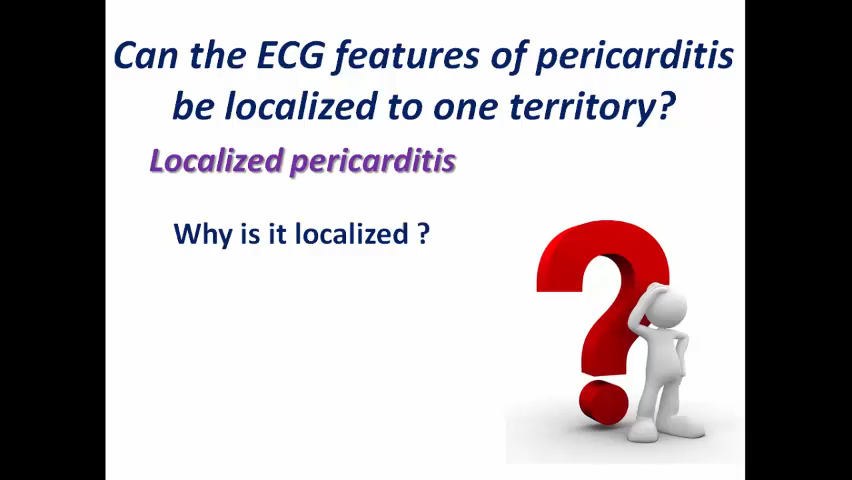 Can the ECG features of pericarditis
be localized to one territory?
Localized pericarditis
Why is it localized ?